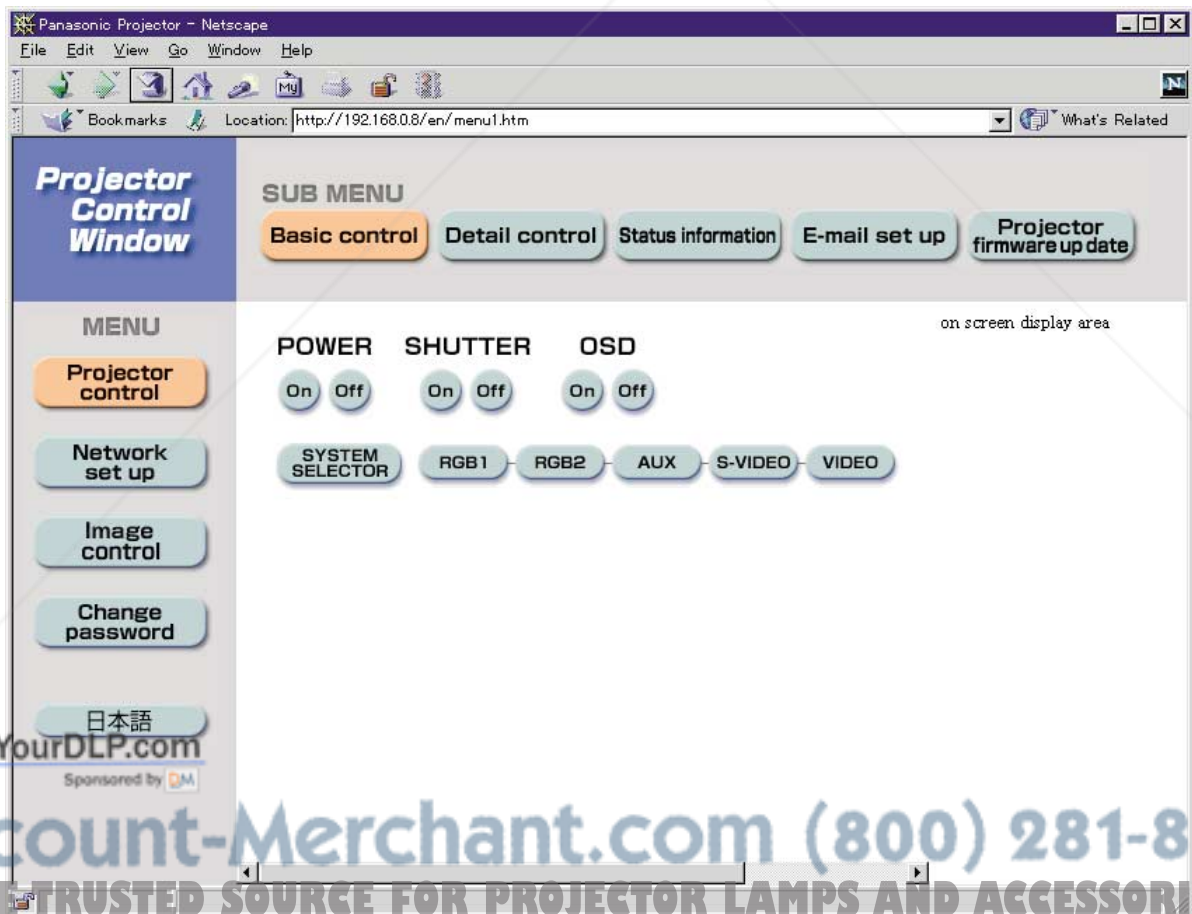 Panasonic Projector - Netscape
File Edit View Go Window Help
My
N
Bookmarks Location: http://192.168.0.8/en/menu1.htm What's Related
Projector
Control
Window
SUB MENU
Basic control Detail control Status information E-mail set up Projector
firmware up date
MENU
Projector
control
Network
set up
Image
control
Change
password
日本語
on screen display area
POWER SHUTTER OSD
On Off On Off On Off
SYSTEM
SELECTOR RGB1 RGB2 AUX S-VIDEO VIDEO
YourDLP.com
Sponsored by DM
count-Merchant.com (800) 281-8
E TRUSTED SOURCE FOR PROJECTOR LAMPS AND ACCESSORI